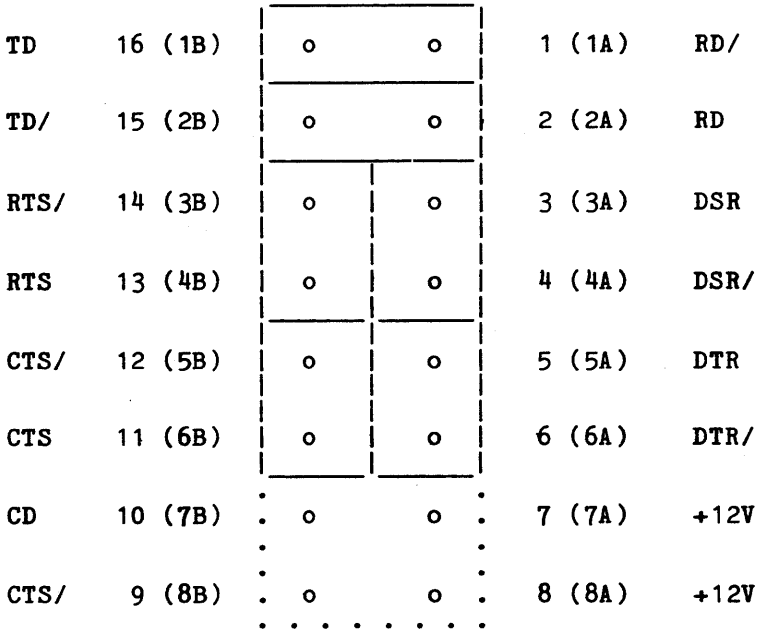 TD 16 (1B) o o 1 (1A) RD/
TD/ 15 (2B) o o 2 (2A) RD
RTS/ 14 (3B) o o 3 (3A) DSR
RTS 13 (4B) o o 4 (4A) DSR/
CTS/ 12 (5B) o o 5 (5A) DTR
CTS 11 (6B) o o 6 (6A) DTR/
CD 10 (7B) o o 7 (7A) +12V
CTS/ 9 (8B) o o 8 (8A) +12V